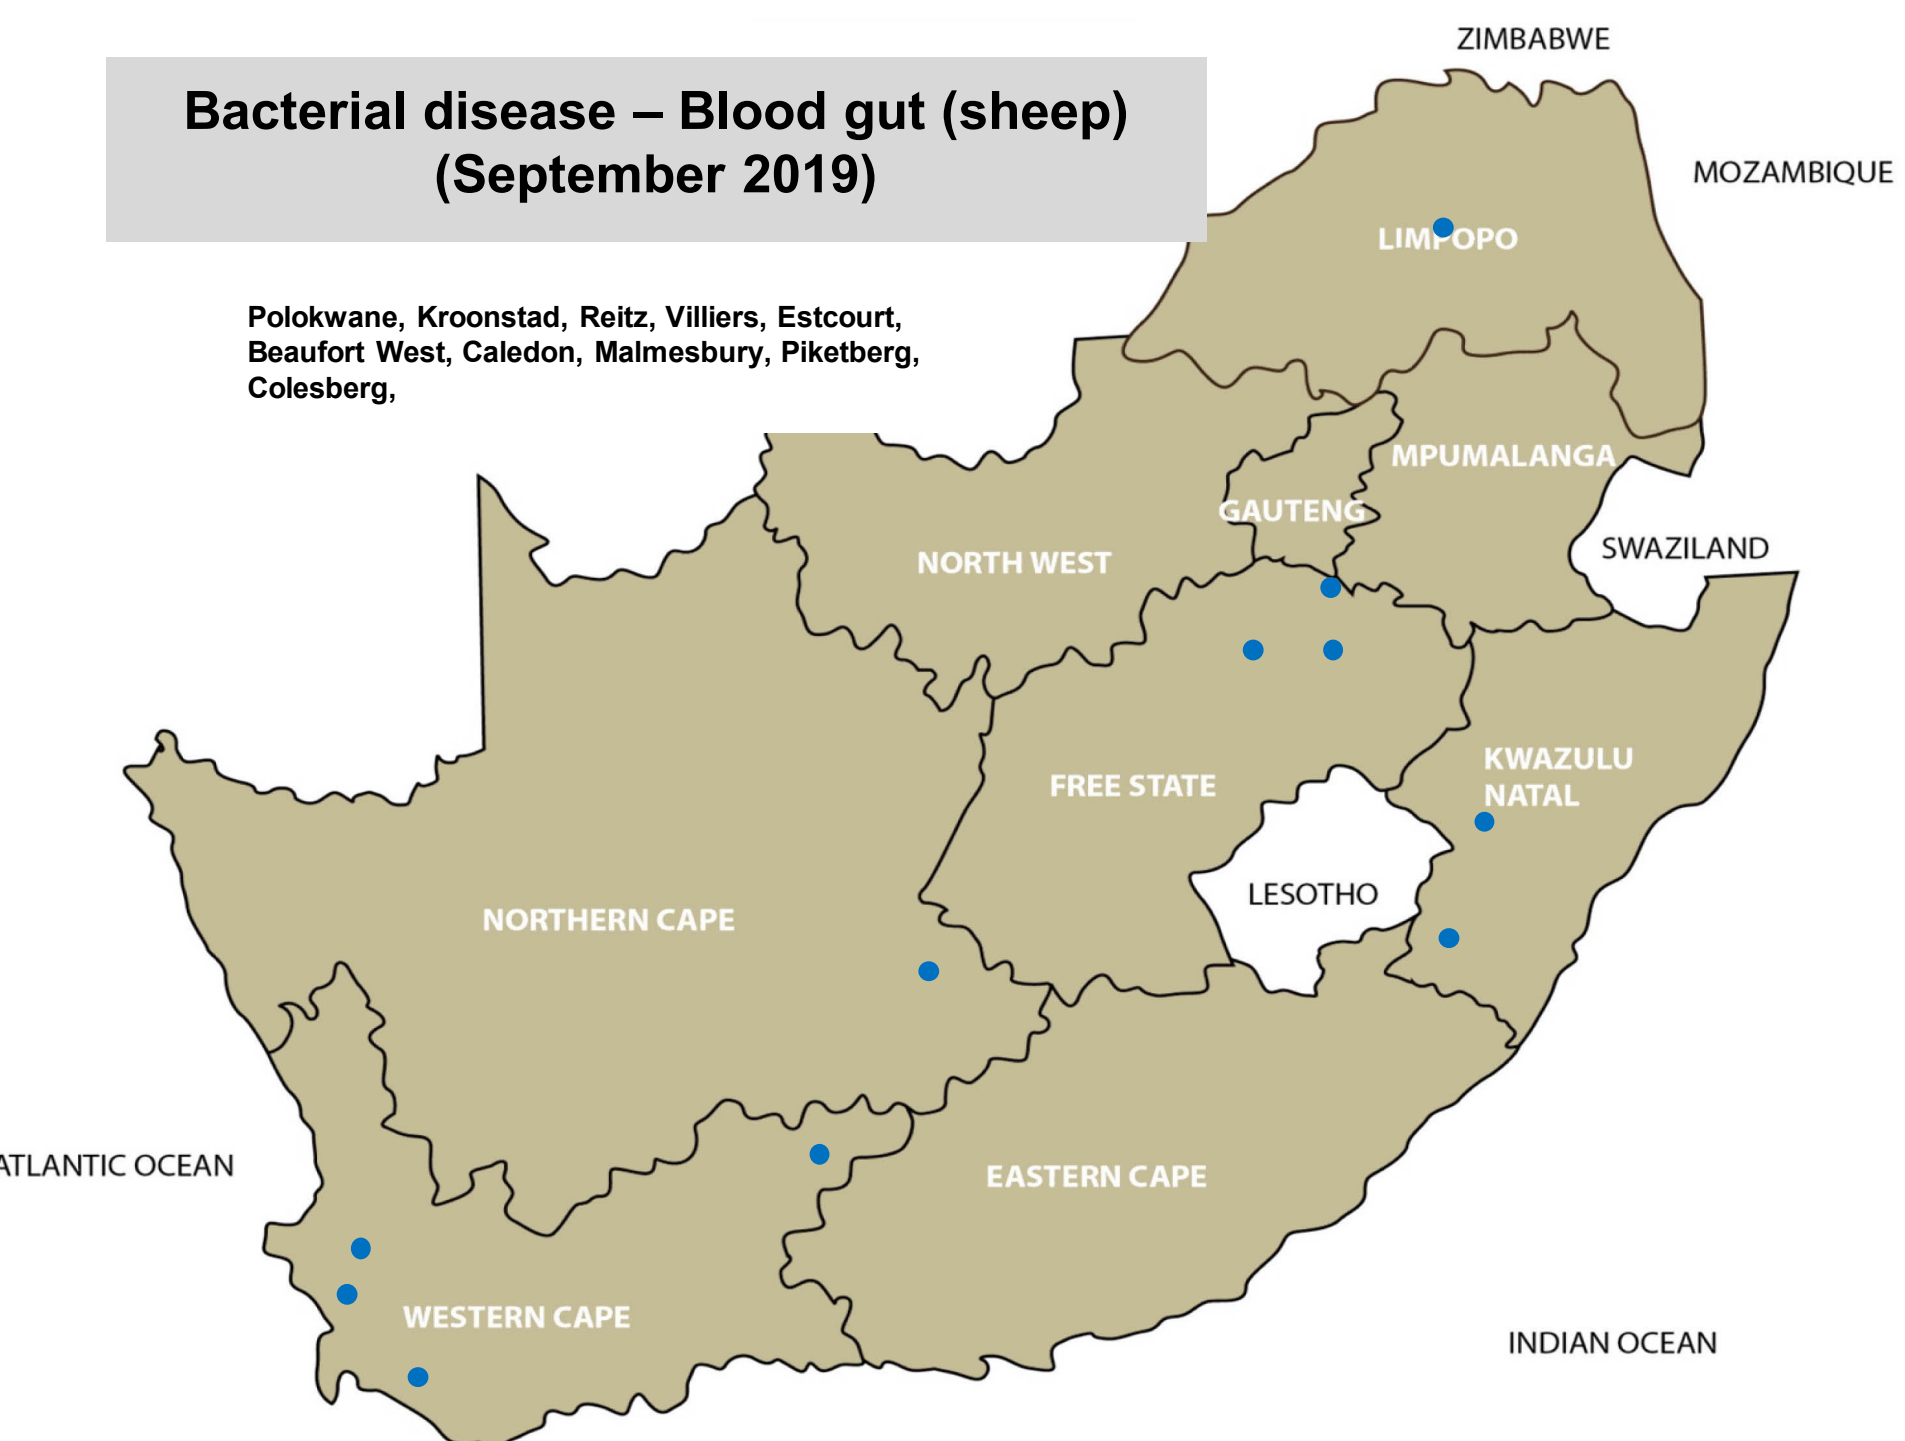 ZIMBABWE
Bacterial disease – Blood gut (sheep)
(September 2019)
MOZAMBIQUE
LIMPOPO
Polokwane, Kroonstad, Reitz, Villiers, Estcourt,
Beaufort West, Caledon, Malmesbury, Piketberg,
Colesberg,
MPUMALANGA
GAUTENG
SWAZILAND
NORTH WEST
KWAZULU
NATAL
FREE STATE
LESOTHO
NORTHERN CAPE
ATLANTIC OCEAN
EASTERN CAPE
WESTERN CAPE
INDIAN OCEAN